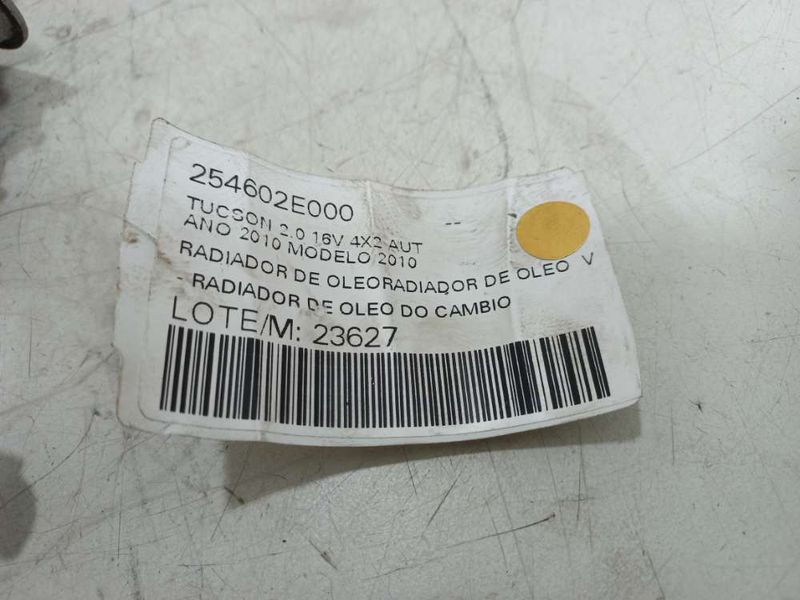 254602E000 --
TUCSON 2.0 16V 4X2 AUT
ANO 2010 MODELO 2010
RADIADOR DE OLEORADIADOR DE OLEO V
- RADIADOR DE OLEO DO CAMBIO
LOTE/M: 23627